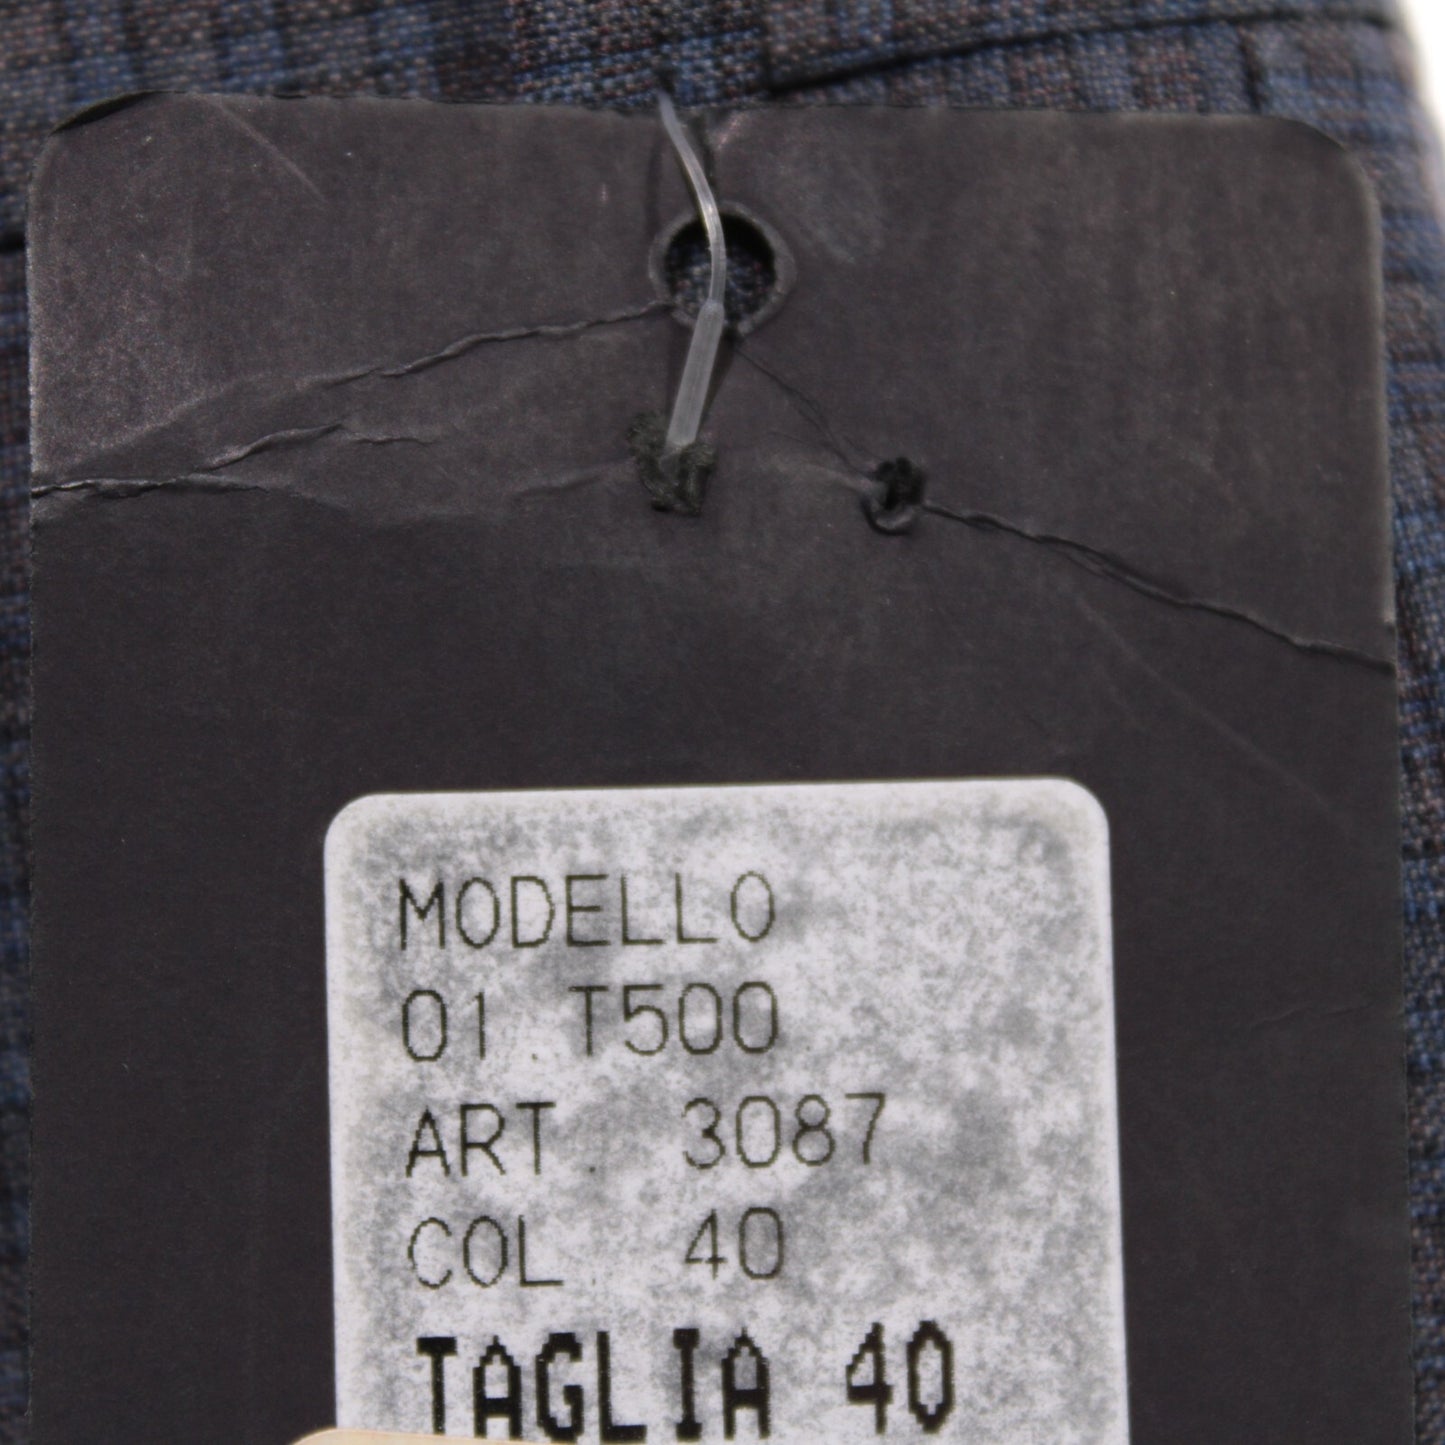 MODELLO
01 T500
ART. 3087
COL. 40
TAGLIA 40